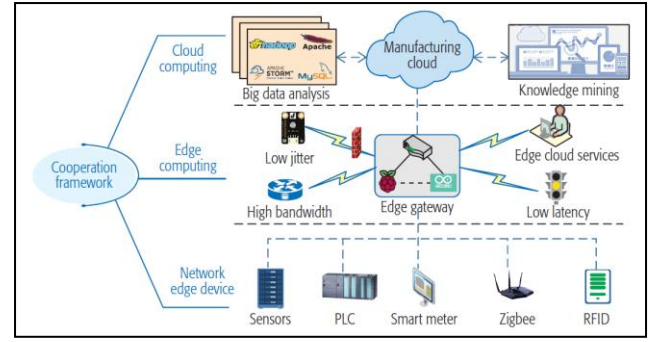 Cooperation
framework
Cloud
computing
Edge
computing
Network
edge device
hadoop
Apache
APACHE
STORM
MySQL
Big data analysis
Manufacturing
cloud
Knowledge mining
Low jitter
High bandwidth
Edge gateway
Edge cloud services
Low latency
Sensors
PLC
Smart meter
Zigbee
RFID